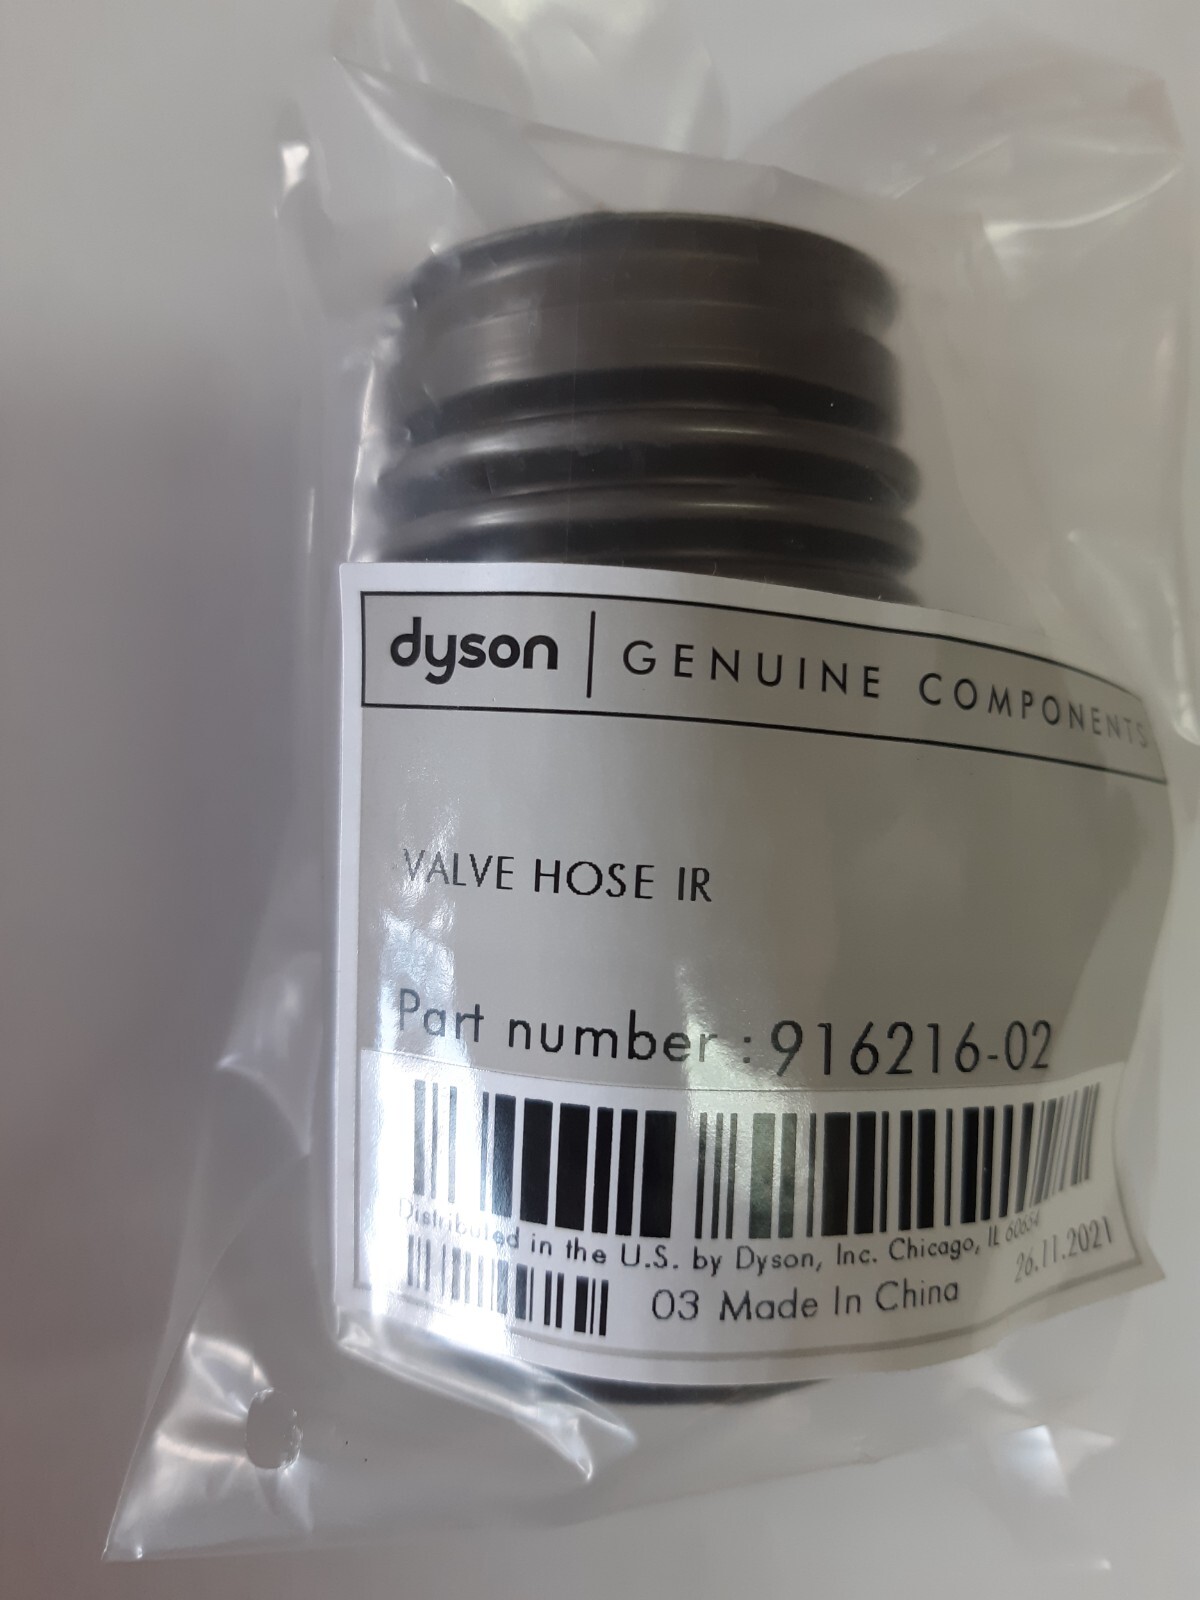 dyson | GENUINE COMPONENTS
VALVE HOSE IR
Part number : 916216-02
Distributed in the U.S. by Dyson, Inc. Chicago, IL 60654
26.11.2021
03 Made In China